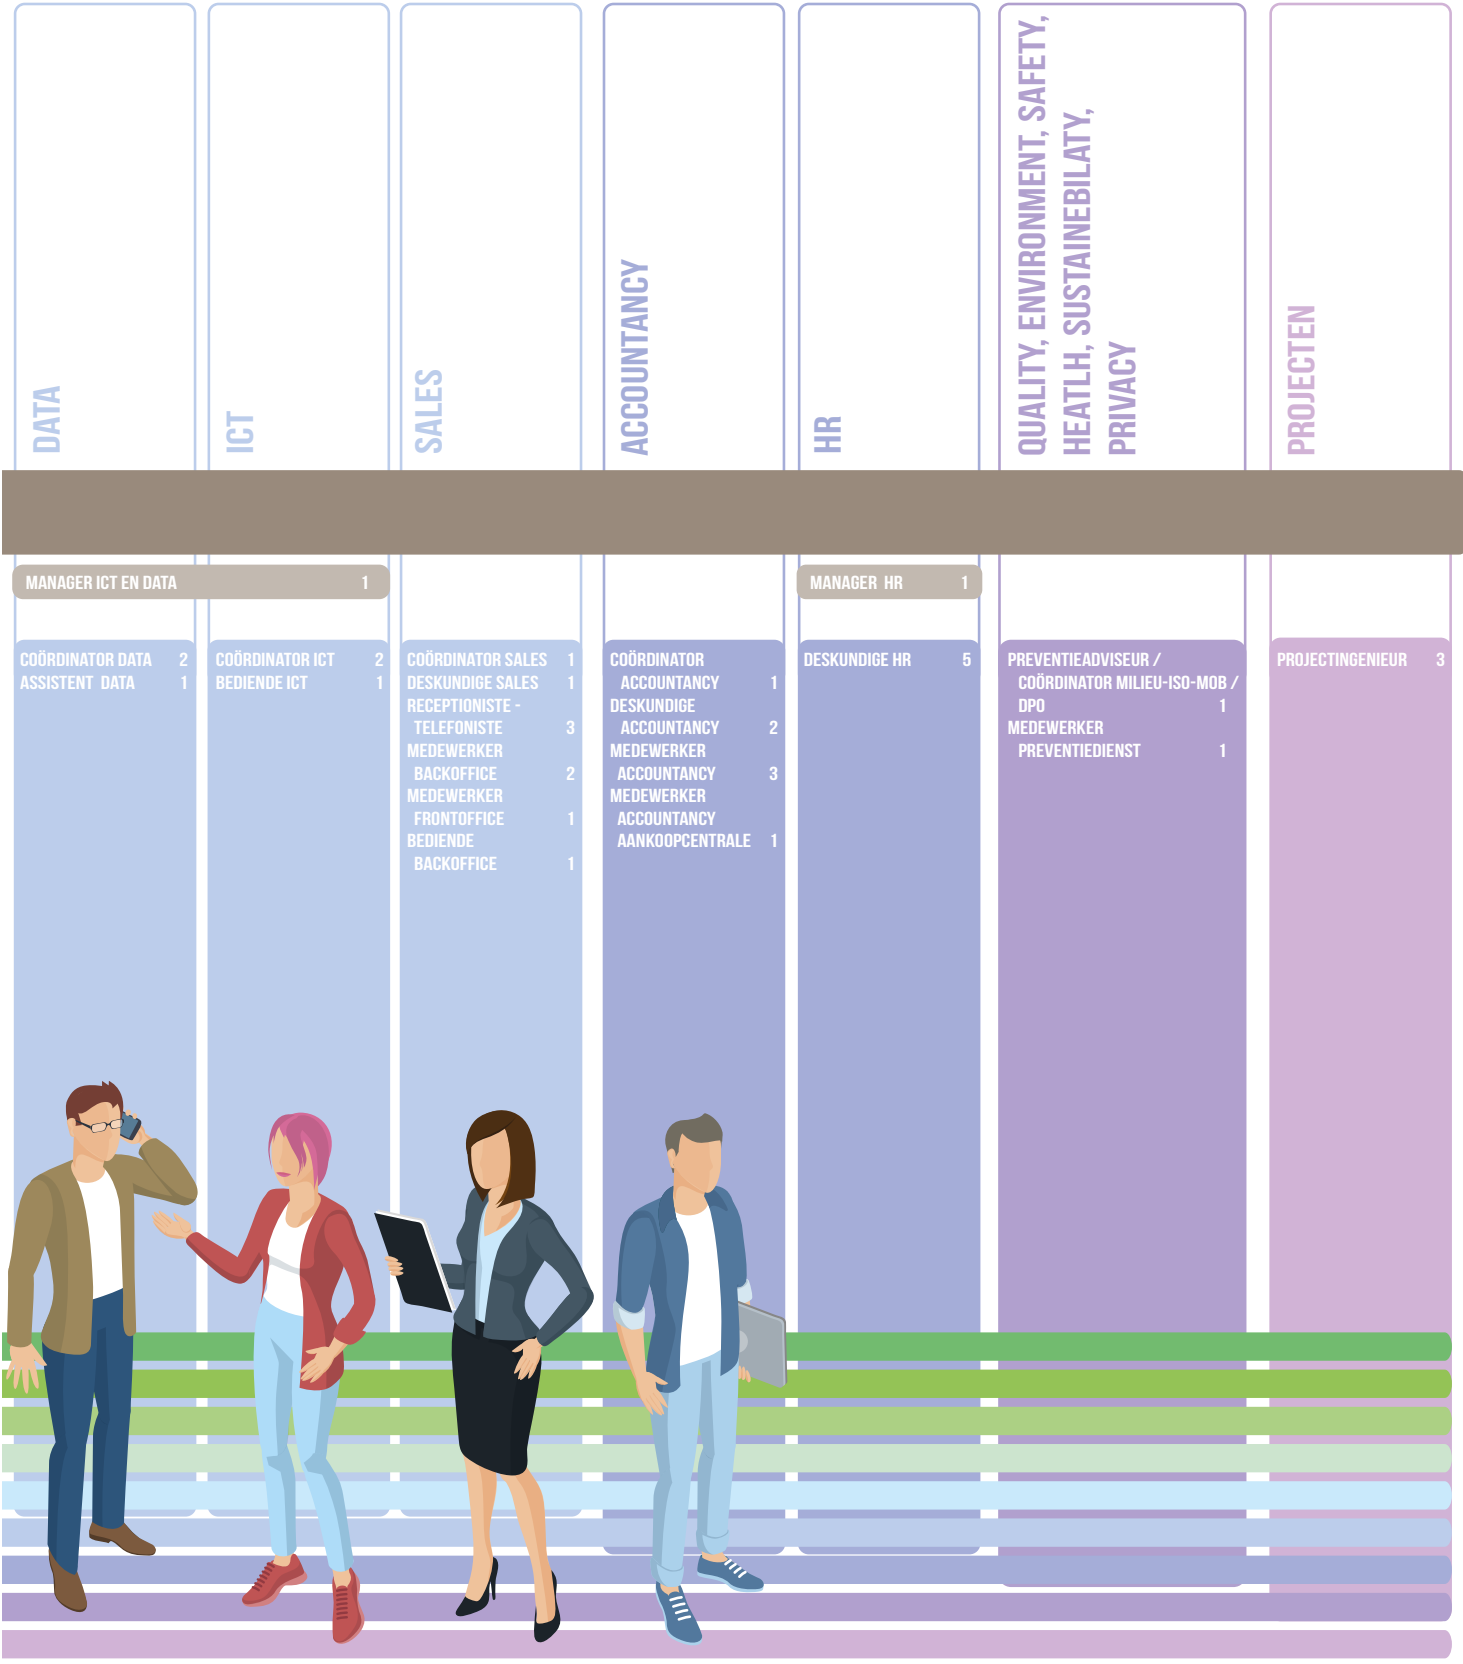 DATA
ICT
SALES
ACCOUNTANCY
HR
QUALITY, ENVIRONMENT, SAFETY,
HEATLH, SUSTAINEBILATY,
PRIVACY
PROJECTEN
MANAGER ICT EN DATA 1
MANAGER HR 1
COÖRDINATOR DATA 2
ASSISTENT DATA 1
COÖRDINATOR ICT 2
BEDIENDE ICT 1
COÖRDINATOR SALES 1
DESKUNDIGE SALES 1
RECEPTIONISTE -
TELEFONISTE 3
MEDEWERKER
BACKOFFICE 2
MEDEWERKER
FRONTOFFICE 1
BEDIENDE
BACKOFFICE 1
COÖRDINATOR
ACCOUNTANCY 1
DESKUNDIGE
ACCOUNTANCY 2
MEDEWERKER
ACCOUNTANCY 3
MEDEWERKER
ACCOUNTANCY
AANKOOPCENTRALE 1
DESKUNDIGE HR 5
PREVENTIEADVISEUR /
COÖRDINATOR MILIEU-ISO-MOB /
DPO 1
MEDEWERKER
PREVENTIEDIENST 1
PROJECTINGENIEUR 3